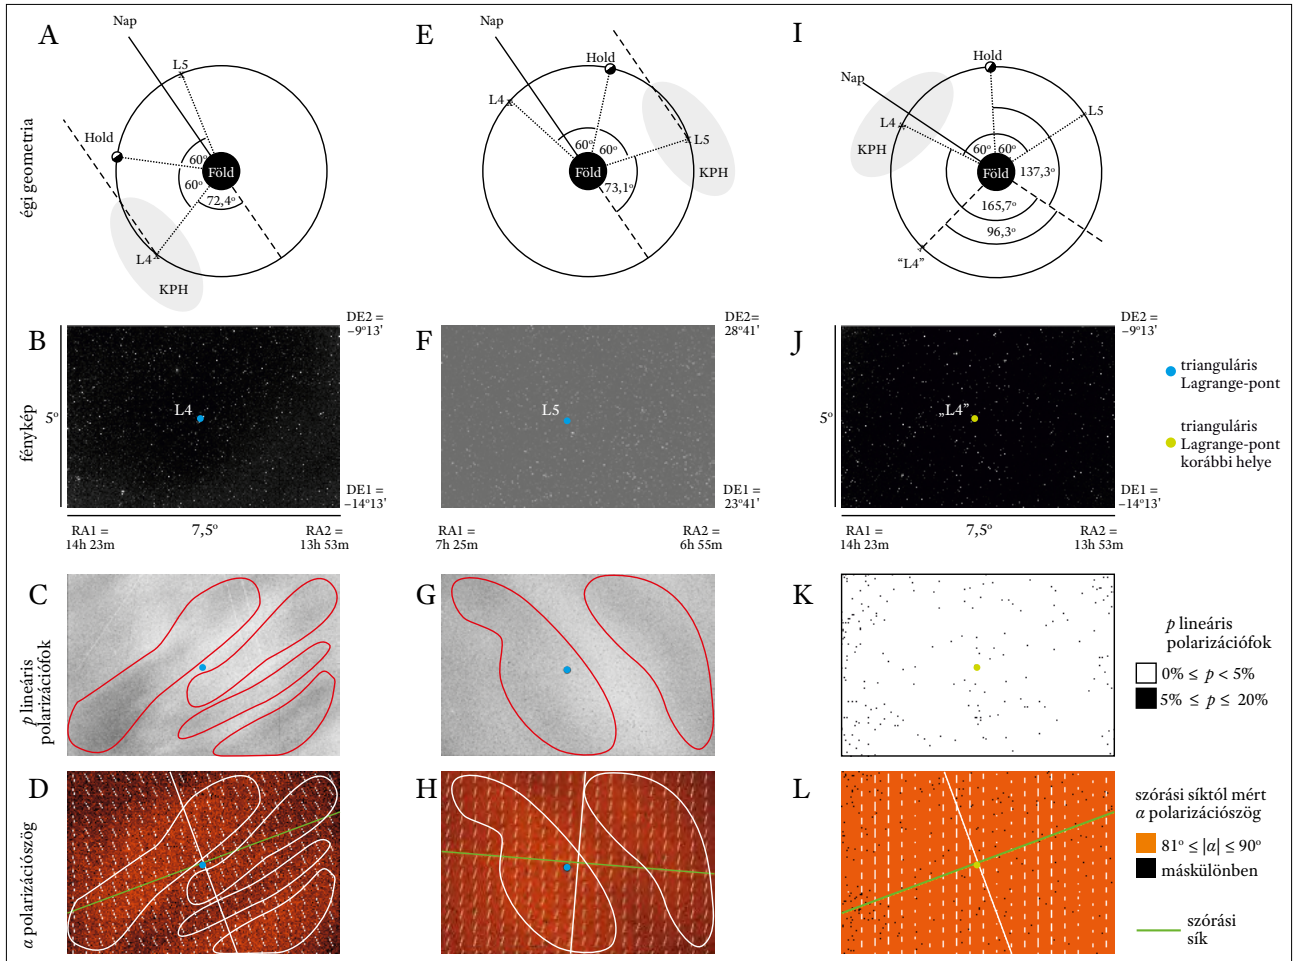 A
Nap
L5
Hold
60°
Föld
60°
72,4°
L4
KPH
E
Nap
Hold
L4
60°
60°
L5
Föld
73,1°
KPH
I
Hold
Nap
L4
L5
KPH
60°
60°
Föld
137,3°
165,7°
96,3°
"L4"
égi geometria
B
L4
5°
DE2 =
–9°13'
DE1 =
–14°13'
RA1 =
14h 23m
7,5°
RA2 =
13h 53m
F
L5
DE2=
28°41'
DE1 =
23°41'
RA1 =
7h 25m
RA2 =
6h 55m
J
„L4”
5°
DE2 =
–9°13'
DE1 =
–14°13'
RA1 =
14h 23m
7,5°
RA2 =
13h 53m
fénykép
trianguláris
Lagrange-pont
trianguláris
Lagrange-pont
korábbi helye
C
G
K
p lineáris
polarizációfok
p lineáris
polarizációfok
0% ≤ p < 5%
5% ≤ p ≤ 20%
D
H
L
α polarizációszög
szórási síktól mért
α polarizációszög
81° ≤ |α| ≤ 90°
máskülönben
szórási
sík